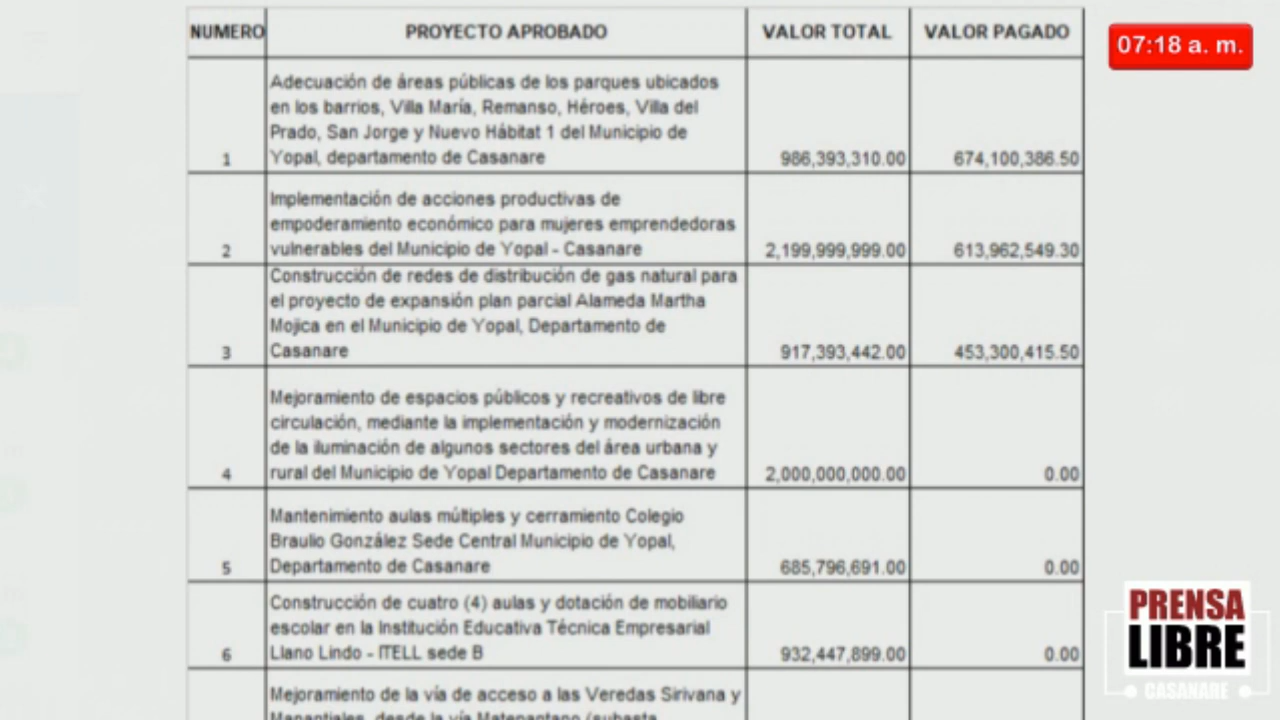 NUMERO PROYECTO APROBADO VALOR TOTAL VALOR PAGADO
07:18 a. m.
Adecuación de áreas públicas de los parques ubicados
en los barrios, Villa María, Remanso, Héroes, Villa del
Prado, San Jorge y Nuevo Hábitat 1 del Municipio de
1 Yopal, departamento de Casanare 986,393,310.00 674,100,386.50
Implementación de acciones productivas de
empoderamiento económico para mujeres emprendedoras
2 vulnerables del Municipio de Yopal - Casanare 2,199,999,999.00 613,962,549.30
Construcción de redes de distribución de gas natural para
el proyecto de expansión plan parcial Alameda Martha
Mojica en el Municipio de Yopal, Departamento de
3 Casanare 917,393,442.00 453,300,415.50
Mejoramiento de espacios públicos y recreativos de libre
circulación, mediante la implementación y modernización
de la iluminación de algunos sectores del área urbana y
4 rural del Municipio de Yopal Departamento de Casanare 2,000,000,000.00 0.00
Mantenimiento aulas múltiples y cerramiento Colegio
Braulio González Sede Central Municipio de Yopal,
5 Departamento de Casanare 685,796,691.00 0.00
Construcción de cuatro (4) aulas y dotación de mobiliario
escolar en la Institución Educativa Técnica Empresarial
6 Llano Lindo - ITELL sede B 932,447,899.00 0.00
Mejoramiento de la vía de acceso a las Veredas Sirivana y
Manantiales, desde la vía Matepantano (subasta
PRENSA
LIBRE
CASANARE